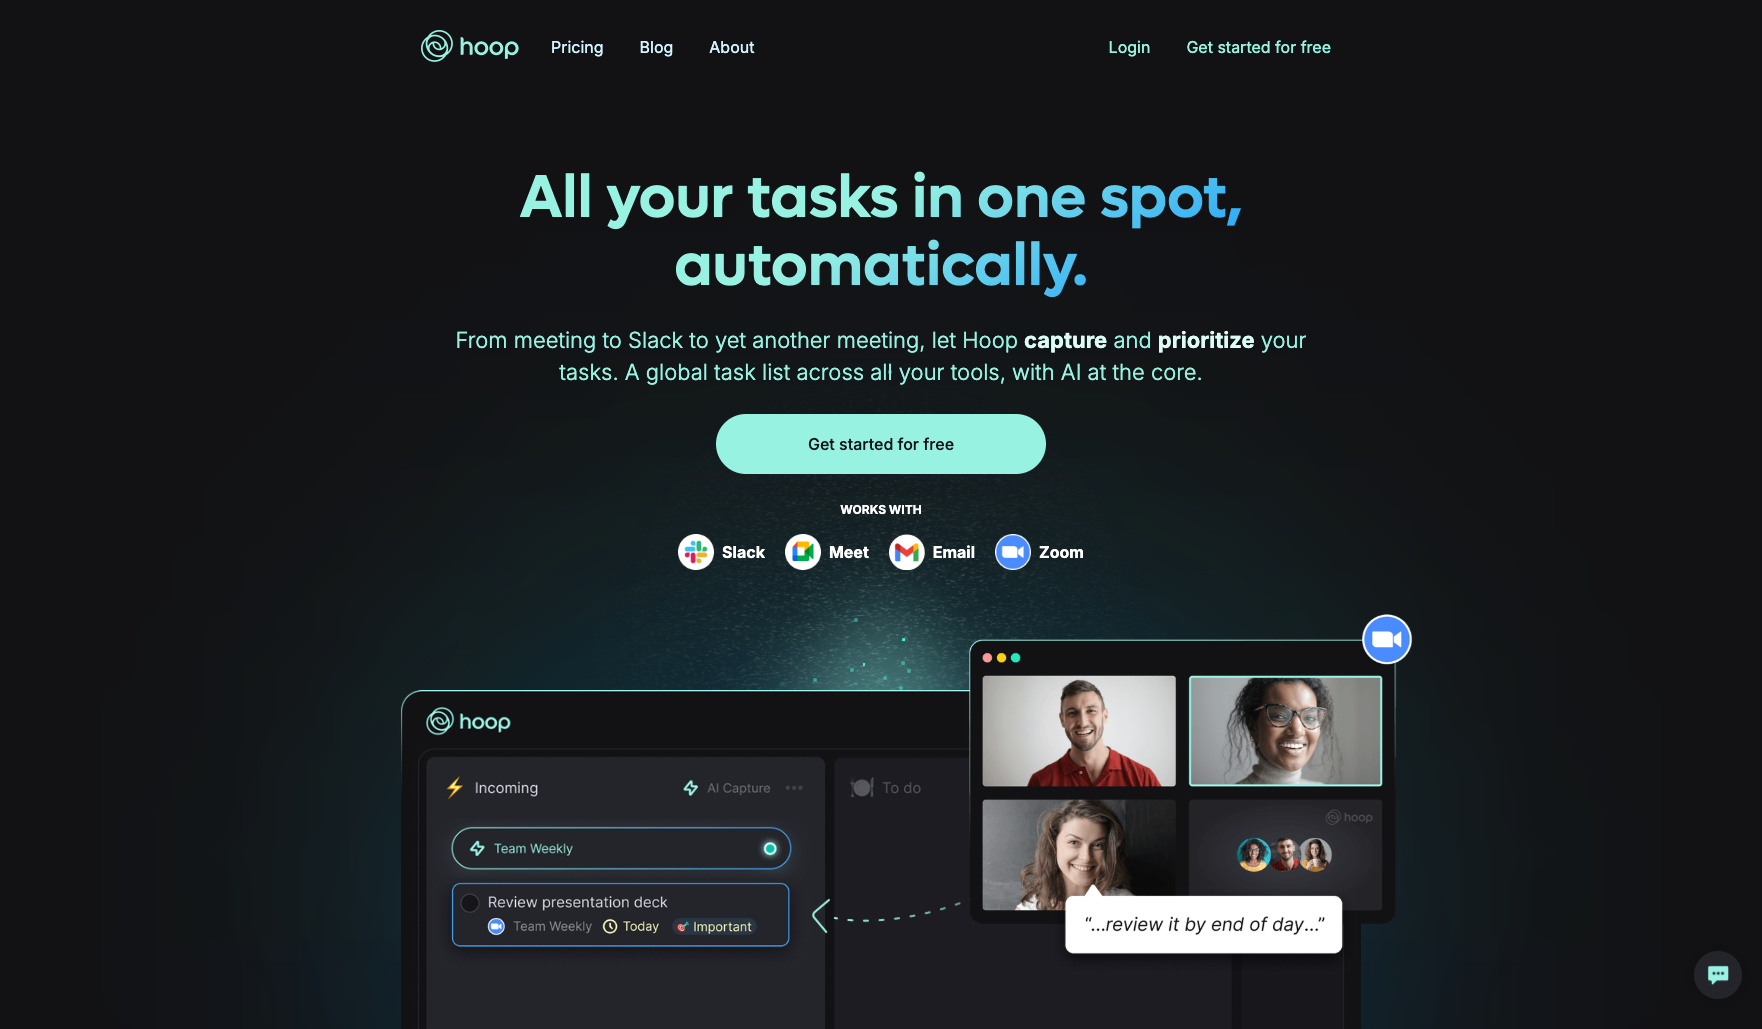 hoop
Pricing
Blog
About
Login
Get started for free
All your tasks in one spot,
automatically.
From meeting to Slack to yet another meeting, let Hoop capture and prioritize your
tasks. A global task list across all your tools, with AI at the core.
Get started for free
WORKS WITH
Slack
Meet
Email
Zoom
hoop
Incoming
AI Capture
To do
Team Weekly
Review presentation deck
Team Weekly
Today
Important
hoop
“...review it by end of day...”